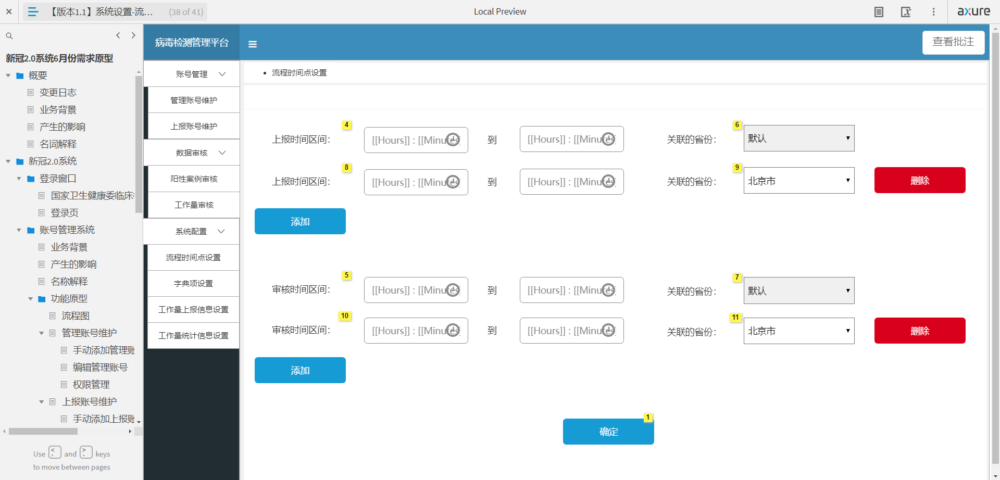 【版本1.1】系统设置-流... (38 of 41)
Local Preview
axure
新冠2.0系统6月份需求原型
概要
变更日志
业务背景
产生的影响
名词解释
新冠2.0系统
登录窗口
国家卫生健康委临床
登录页
账号管理系统
业务背景
产生的影响
名称解释
功能原型
流程图
管理账号维护
手动添加管理账
编辑管理账号
权限管理
上报账号维护
手动添加上报账
Use < , and > . keys
to move between pages
病毒检测管理平台
查看批注
账号管理
管理账号维护
上报账号维护
数据审核
阳性案例审核
工作量审核
系统配置
流程时间点设置
字典项设置
工作量上报信息设置
工作量统计信息设置
• 流程时间点设置
上报时间区间： 4 [[Hours]] : [[Minutes] 到 [[Hours]] : [[Minutes] 关联的省份： 6 默认
上报时间区间： 8 [[Hours]] : [[Minutes] 到 [[Hours]] : [[Minutes] 关联的省份： 9 北京市 删除
添加
审核时间区间： 5 [[Hours]] : [[Minutes] 到 [[Hours]] : [[Minutes] 关联的省份： 7 默认
审核时间区间： 10 [[Hours]] : [[Minutes] 到 [[Hours]] : [[Minutes] 关联的省份： 11 北京市 删除
添加
确定 1